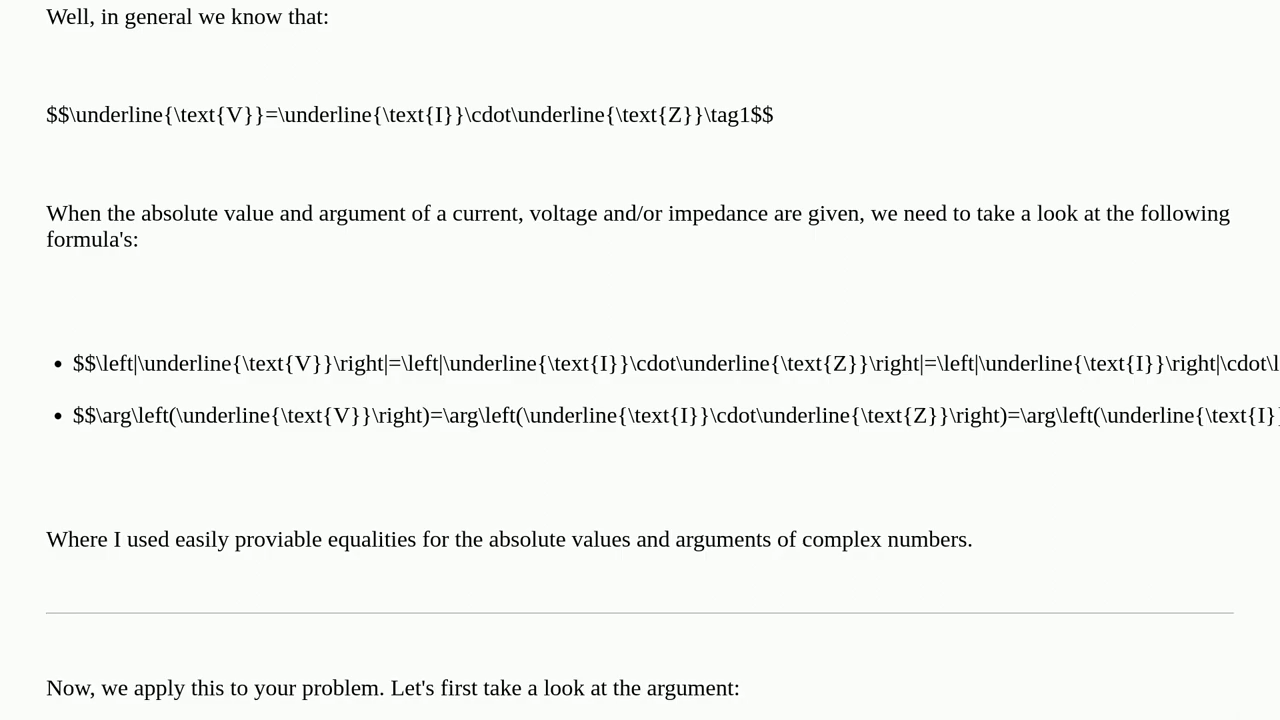 Well, in general we know that:
$$\underline{\text{V}}=\underline{\text{I}}\cdot\underline{\text{Z}}\tag1$$
When the absolute value and argument of a current, voltage and/or impedance are given, we need to take a look at the following
formula's:
• $$\left|\underline{\text{V}}\right|=\left|\underline{\text{I}}\cdot\underline{\text{Z}}\right|=\left|\underline{\text{I}}\right|\cdot\l
• $$\arg\left(\underline{\text{V}}\right)=\arg\left(\underline{\text{I}}\cdot\underline{\text{Z}}\right)=\arg\left(\underline{\text{I}}
Where I used easily proviable equalities for the absolute values and arguments of complex numbers.
Now, we apply this to your problem. Let's first take a look at the argument: